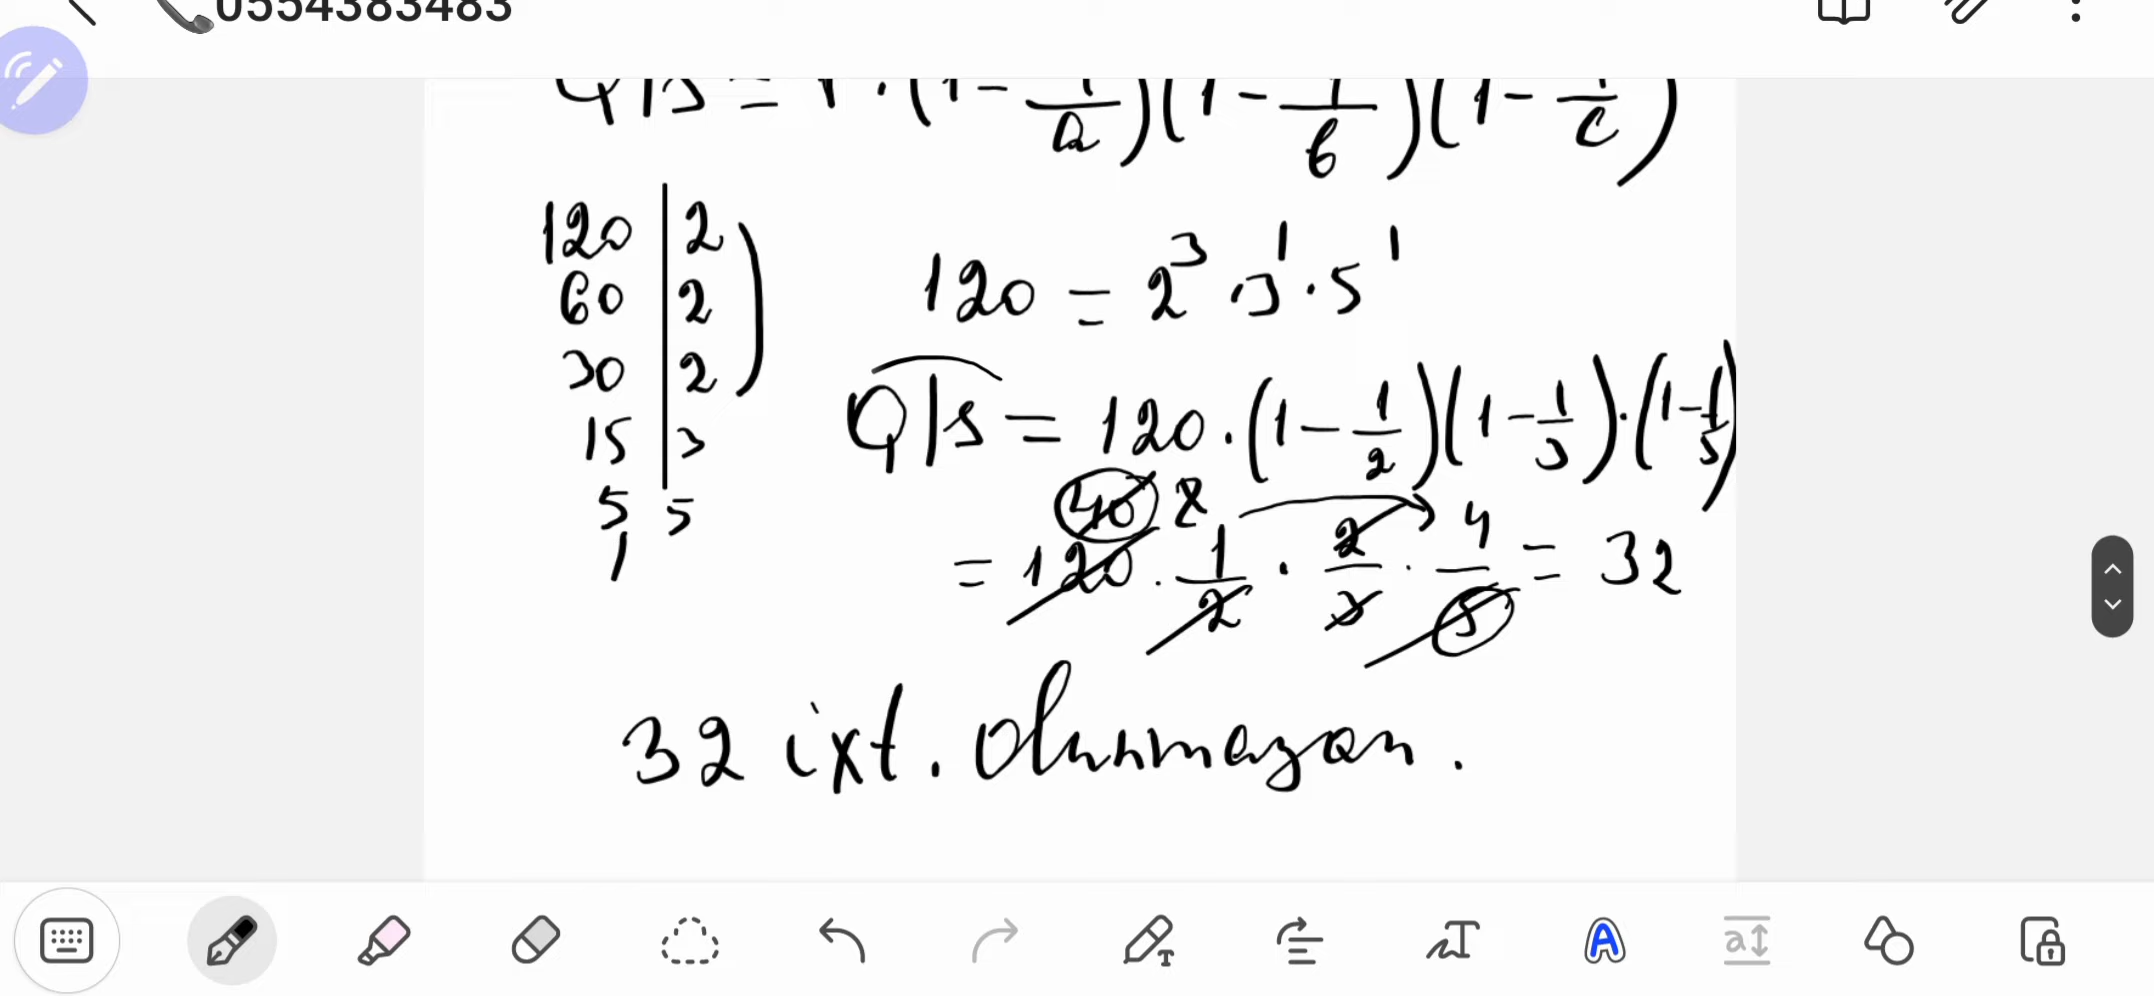 0554383483
Q|S = A · (1 - 1/a)(1 - 1/b)(1 - 1/c)
120 | 2
60 | 2
30 | 2
15 | 3
5 5
1
120 = 2³ · 3¹ · 5¹
Q|S = 120 · (1 - 1/2)(1 - 1/3) · (1 - 1/5)
40 8
= 120 · 1/2 · 2/3 · 4/5 = 32
32 ixt. olunmayan.